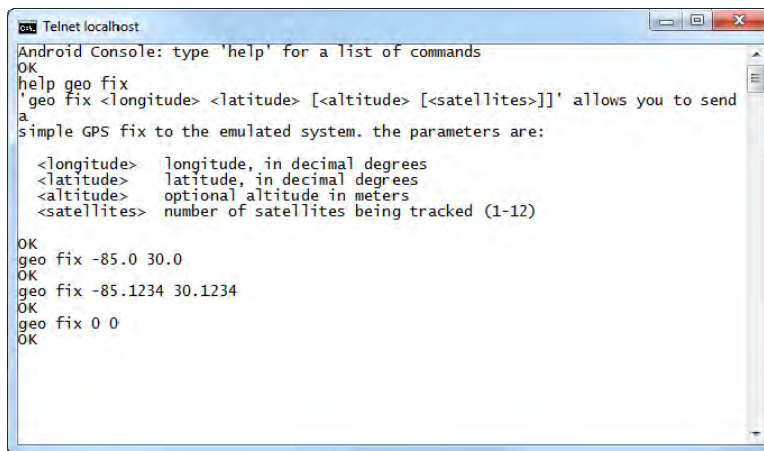 Telnet localhost
Android Console: type 'help' for a list of commands
OK
help geo fix
'geo fix <longitude> <latitude> [<altitude> [<satellites>]]' allows you to send
a
simple GPS fix to the emulated system. the parameters are:
<longitude> longitude, in decimal degrees
<latitude> latitude, in decimal degrees
<altitude> optional altitude in meters
<satellites> number of satellites being tracked (1-12)
OK
geo fix -85.0 30.0
OK
geo fix -85.1234 30.1234
OK
geo fix 0 0
OK